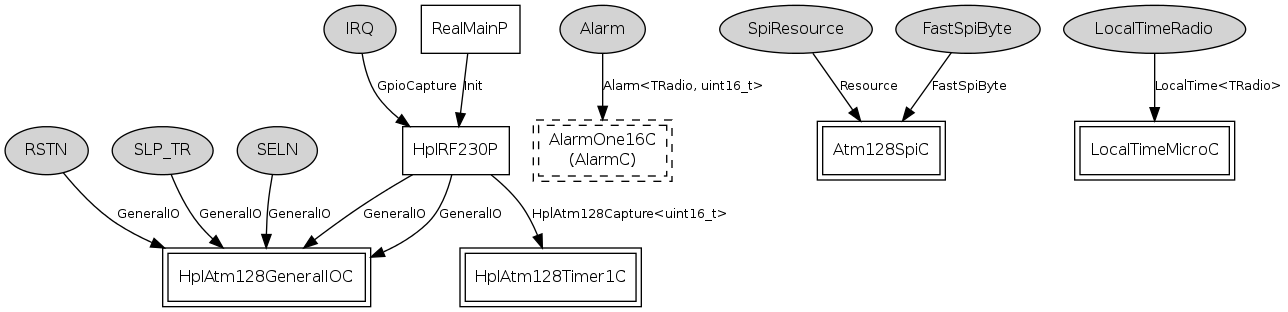 IRQ
RealMainP
Alarm
SpiResource
FastSpiByte
LocalTimeRadio
GpioCapture
Init
Alarm<TRadio, uint16_t>
Resource
FastSpiByte
LocalTime<TRadio>
RSTN
SLP_TR
SELN
HplRF230P
AlarmOne16C
(AlarmC)
Atm128SpiC
LocalTimeMicroC
GeneralIO
GeneralIO
GeneralIO
GeneralIO
GeneralIO
HplAtm128Capture<uint16_t>
HplAtm128GeneralIOC
HplAtm128Timer1C